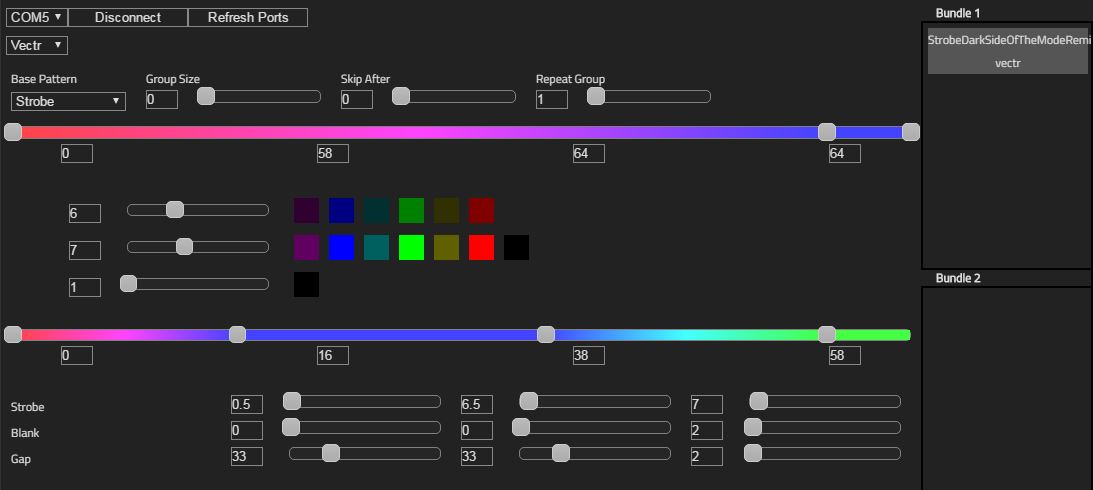 COM5 Disconnect Refresh Ports
Vectr
Base Pattern Group Size Skip After Repeat Group
Strobe 0 0 1
0 58 64 64
6
7
1
0 16 38 58
Strobe 0.5 6.5 7
Blank 0 0 2
Gap 33 33 2
Bundle 1
StrobeDarkSideOfTheModeRemi
vectr
Bundle 2